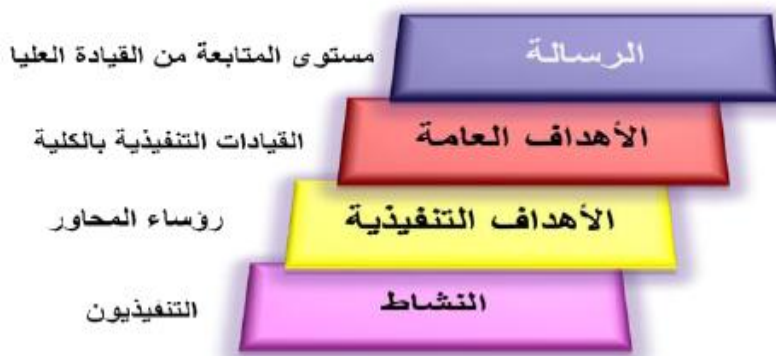 الرسالة
مستوى المتابعة من القيادة العليا
الأهداف العامة
القيادات التنفيذية بالكلية
الأهداف التنفيذية
رؤساء المحاور
النشاط
التنفيذيون